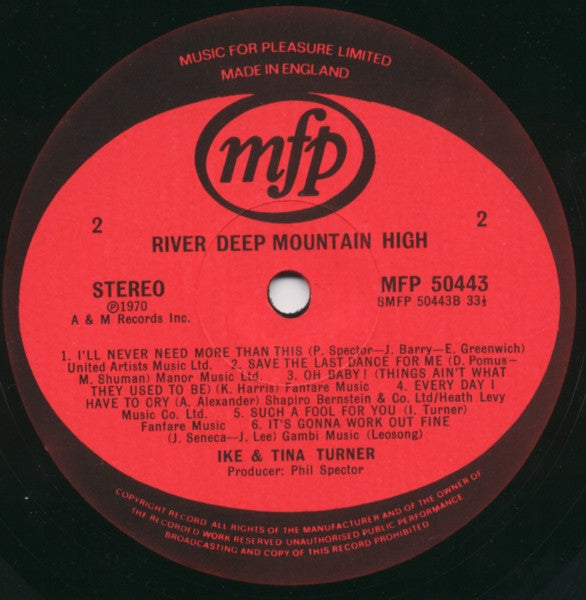 MUSIC FOR PLEASURE LIMITED
MADE IN ENGLAND
mfp
2
2
RIVER DEEP MOUNTAIN HIGH
STEREO
℗1970
A & M Records Inc.
MFP 50443
SMFP 50443B 33⅓
1. I'LL NEVER NEED MORE THAN THIS (P. Spector—J. Barry—E. Greenwich)
United Artists Music Ltd. 2. SAVE THE LAST DANCE FOR ME (D. Pomus—
M. Shuman) Manor Music Ltd. 3. OH BABY ! (THINGS AIN'T WHAT
THEY USED TO BE) (K. Harris) Fanfare Music 4. EVERY DAY I
HAVE TO CRY (A. Alexander) Shapiro Bernstein & Co. Ltd/Heath Levy
Music Co. Ltd. 5. SUCH A FOOL FOR YOU (I. Turner)
Fanfare Music 6. IT'S GONNA WORK OUT FINE
(J. Seneca—J. Lee) Gambi Music (Leosong)
IKE & TINA TURNER
Producer: Phil Spector
COPYRIGHT RECORD ALL RIGHTS OF THE MANUFACTURER AND OF THE OWNER OF
THE RECORDED WORK RESERVED UNAUTHORISED PUBLIC PERFORMANCE
BROADCASTING AND COPY OF THIS RECORD PROHIBITED